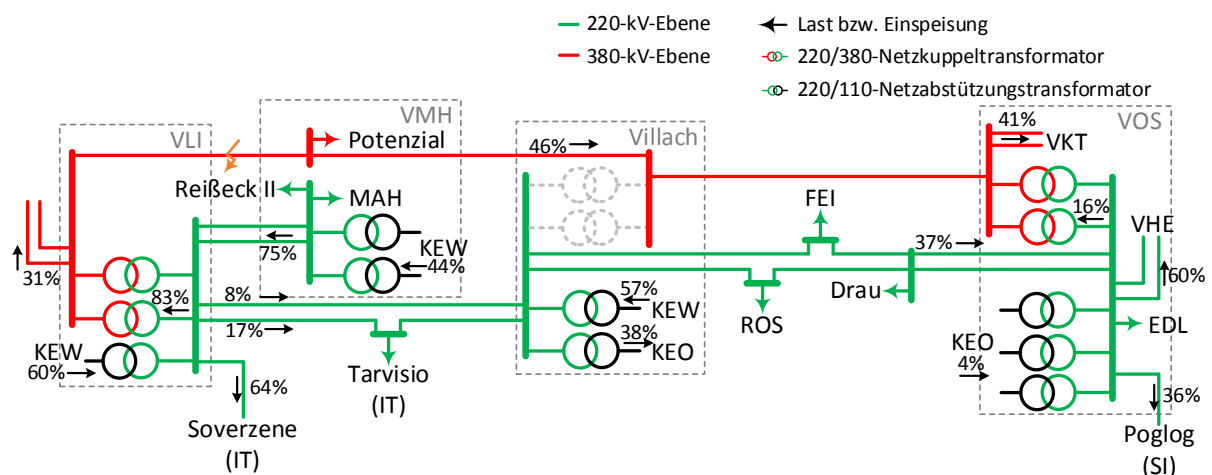 220-kV-Ebene
380-kV-Ebene
Last bzw. Einspeisung
220/380-Netzkuppeltransformator
220/110-Netzabstützungstransformator
VLI
VMH
Villach
VOS
Potenzial
46%
41%
VKT
Reißeck II
MAH
FEI
16%
VHE
KEW
44%
75%
37%
31%
60%
83%
8%
57%
KEW
Drau
ROS
17%
38%
KEO
EDL
KEW
60%
KEO
4%
Tarvisio
(IT)
64%
36%
Soverzene
(IT)
Poglog
(SI)